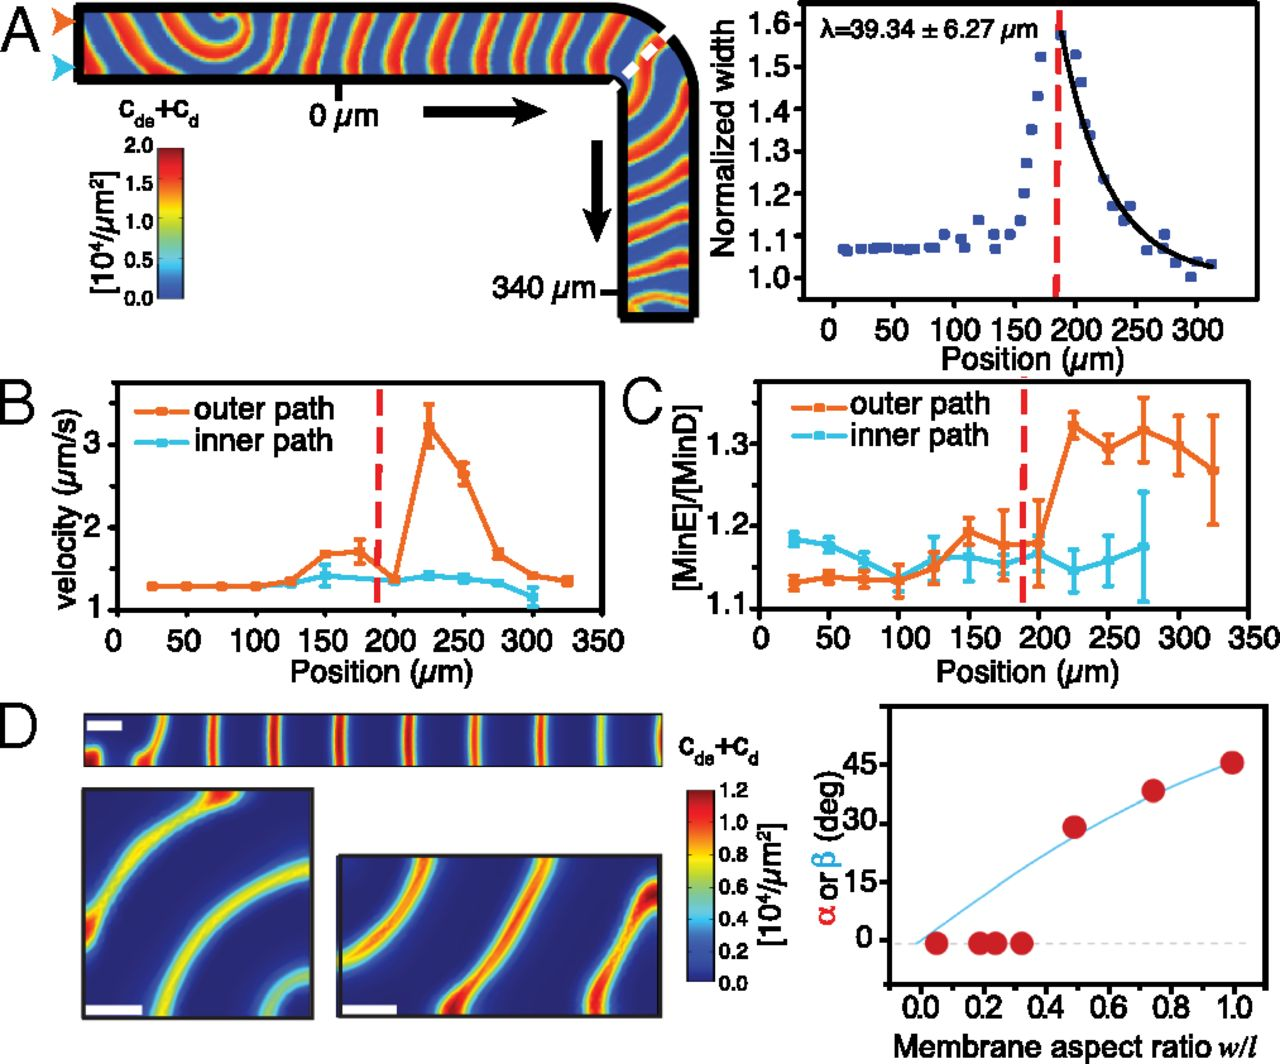 A
0 µm
340 µm
c_de+c_d
[10⁴/µm²]
2.0
1.5
1.0
0.5
0.0
λ=39.34 ± 6.27 µm
Normalized width
1.6
1.5
1.4
1.3
1.2
1.1
1.0
0 50 100 150 200 250 300
Position (µm)
B
outer path
inner path
velocity (µm/s)
3
2
1
0 50 100 150 200 250 300 350
Position (µm)
C
outer path
inner path
[MinE]/[MinD]
1.3
1.2
1.1
0 50 100 150 200 250 300 350
Position (µm)
D
c_de+c_d
1.2
1.0
0.8
0.6
0.4
0.2
0.0
[10⁴/µm²]
α or β (deg)
45
30
15
0
0.0 0.2 0.4 0.6 0.8 1.0
Membrane aspect ratio w/l